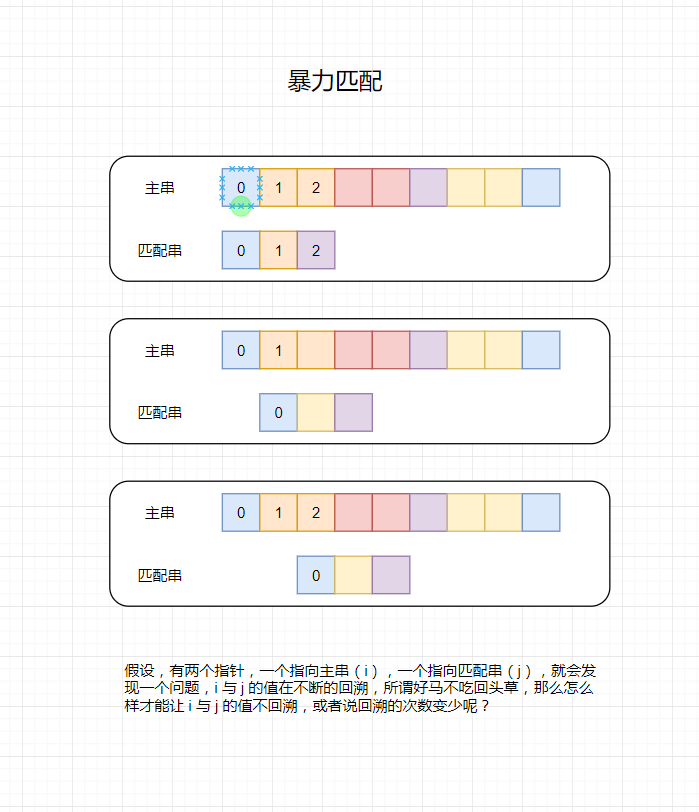 暴力匹配
主串 0 1 2
匹配串 0 1 2
主串 0 1
匹配串 0
主串 0 1 2
匹配串 0
假设，有两个指针，一个指向主串（i），一个指向匹配串（j），就会发
现一个问题，i 与 j 的值在不断的回溯，所谓好马不吃回头草，那么怎么
样才能让 i 与 j 的值不回溯，或者说回溯的次数变少呢？